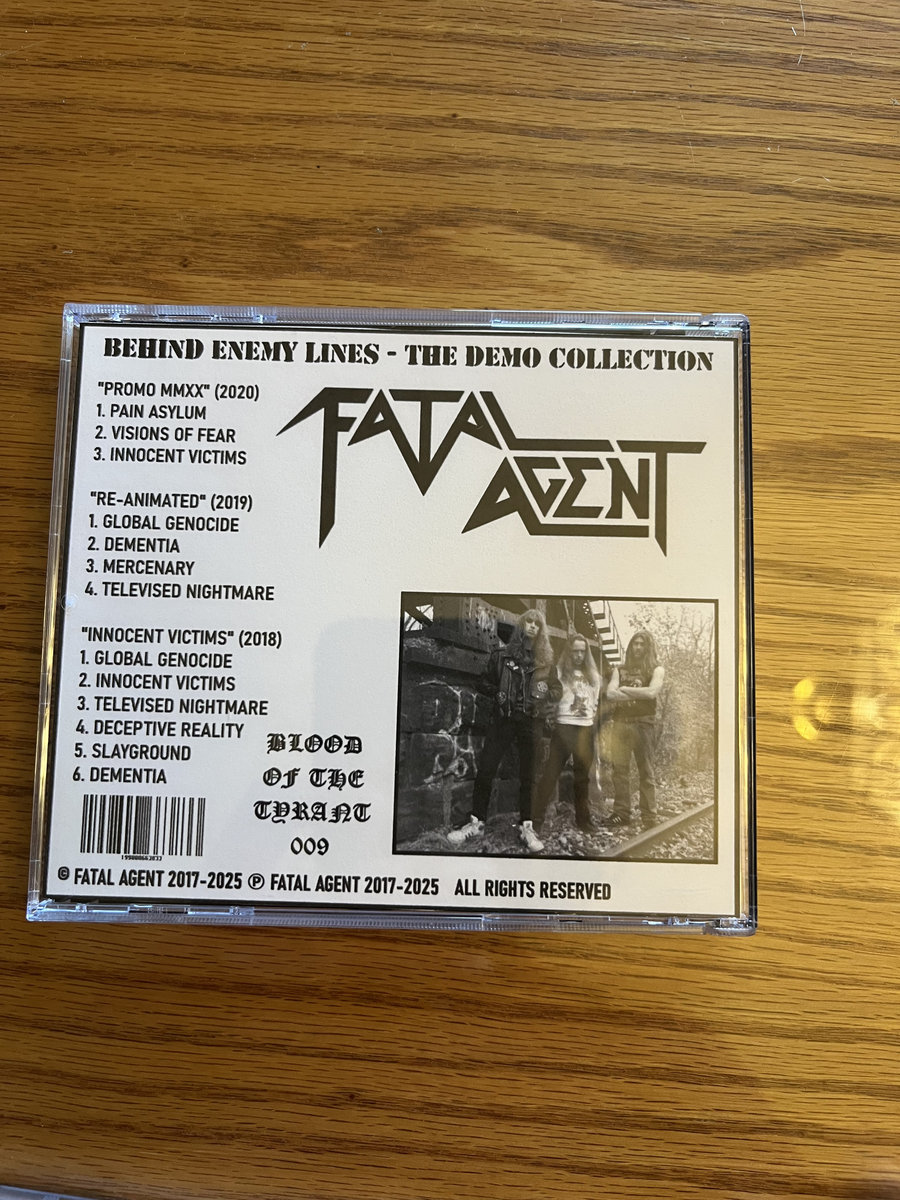 BEHIND ENEMY LINES - THE DEMO COLLECTION
FATAL
AGENT
"PROMO MMXX" (2020)
1. PAIN ASYLUM
2. VISIONS OF FEAR
3. INNOCENT VICTIMS
"RE-ANIMATED" (2019)
1. GLOBAL GENOCIDE
2. DEMENTIA
3. MERCENARY
4. TELEVISED NIGHTMARE
"INNOCENT VICTIMS" (2018)
1. GLOBAL GENOCIDE
2. INNOCENT VICTIMS
3. TELEVISED NIGHTMARE
4. DECEPTIVE REALITY
5. SLAYGROUND
6. DEMENTIA
BLOOD
OF THE
TYRANT
009
© FATAL AGENT 2017-2025 ℗ FATAL AGENT 2017-2025 ALL RIGHTS RESERVED